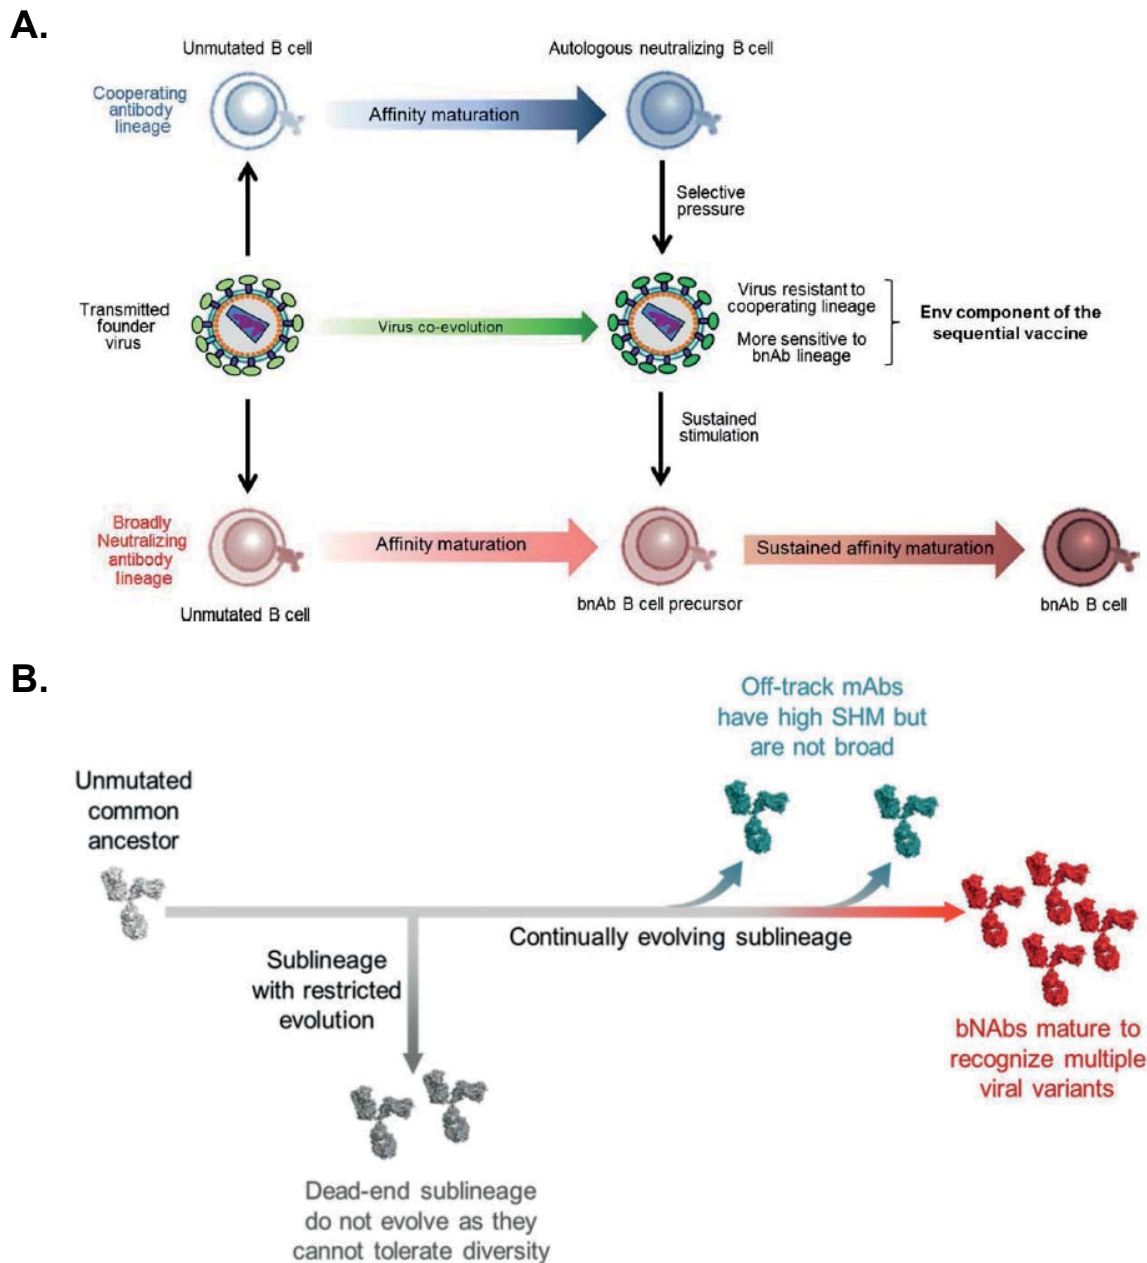 A.
Unmutated B cell
Autologous neutralizing B cell
Cooperating
antibody
lineage
Affinity maturation
Selective
pressure
Transmitted
founder
virus
Virus co-evolution
Virus resistant to
cooperating lineage
More sensitive to
bnAb lineage
Env component of the
sequential vaccine
Sustained
stimulation
Broadly
Neutralizing
antibody
lineage
Affinity maturation
Sustained affinity maturation
Unmutated B cell
bnAb B cell precursor
bnAb B cell
B.
Off-track mAbs
have high SHM but
are not broad
Unmutated
common
ancestor
Continually evolving sublineage
Sublineage
with restricted
evolution
bNAbs mature to
recognize multiple
viral variants
Dead-end sublineage
do not evolve as they
cannot tolerate diversity